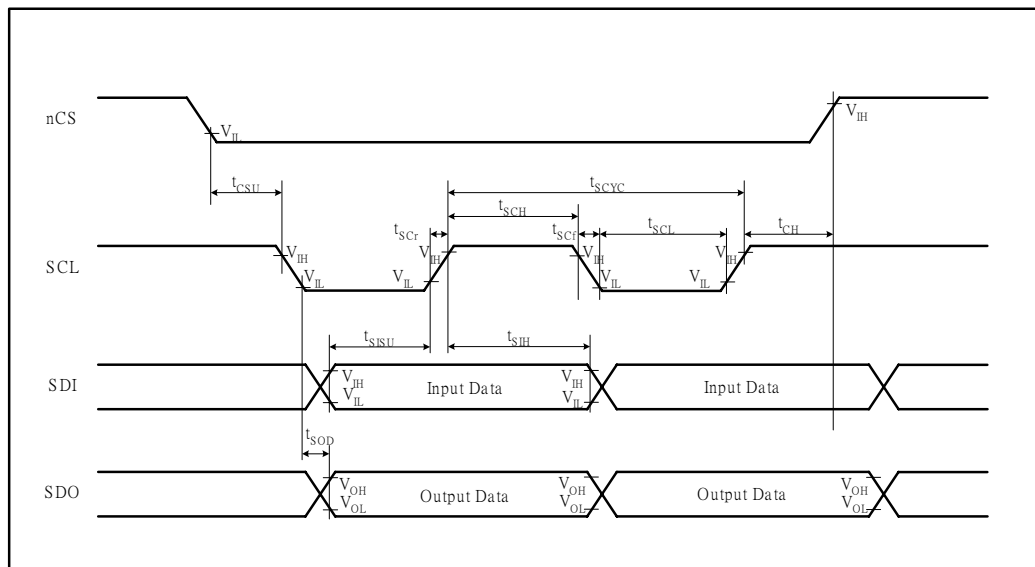 nCS
V_IL
V_IH
t_CSU
t_SCYC
t_SCH
t_SCr
t_SCf
t_SCL
t_CH
SCL
V_IH
V_IL
V_IL
V_IH
V_IH
V_IL
V_IL
V_IH
t_SISU
t_SIH
SDI
V_IH
V_IL
Input Data
V_IH
V_IL
Input Data
t_SOD
SDO
V_OH
V_OL
Output Data
V_OH
V_OL
Output Data
V_OH
V_OL